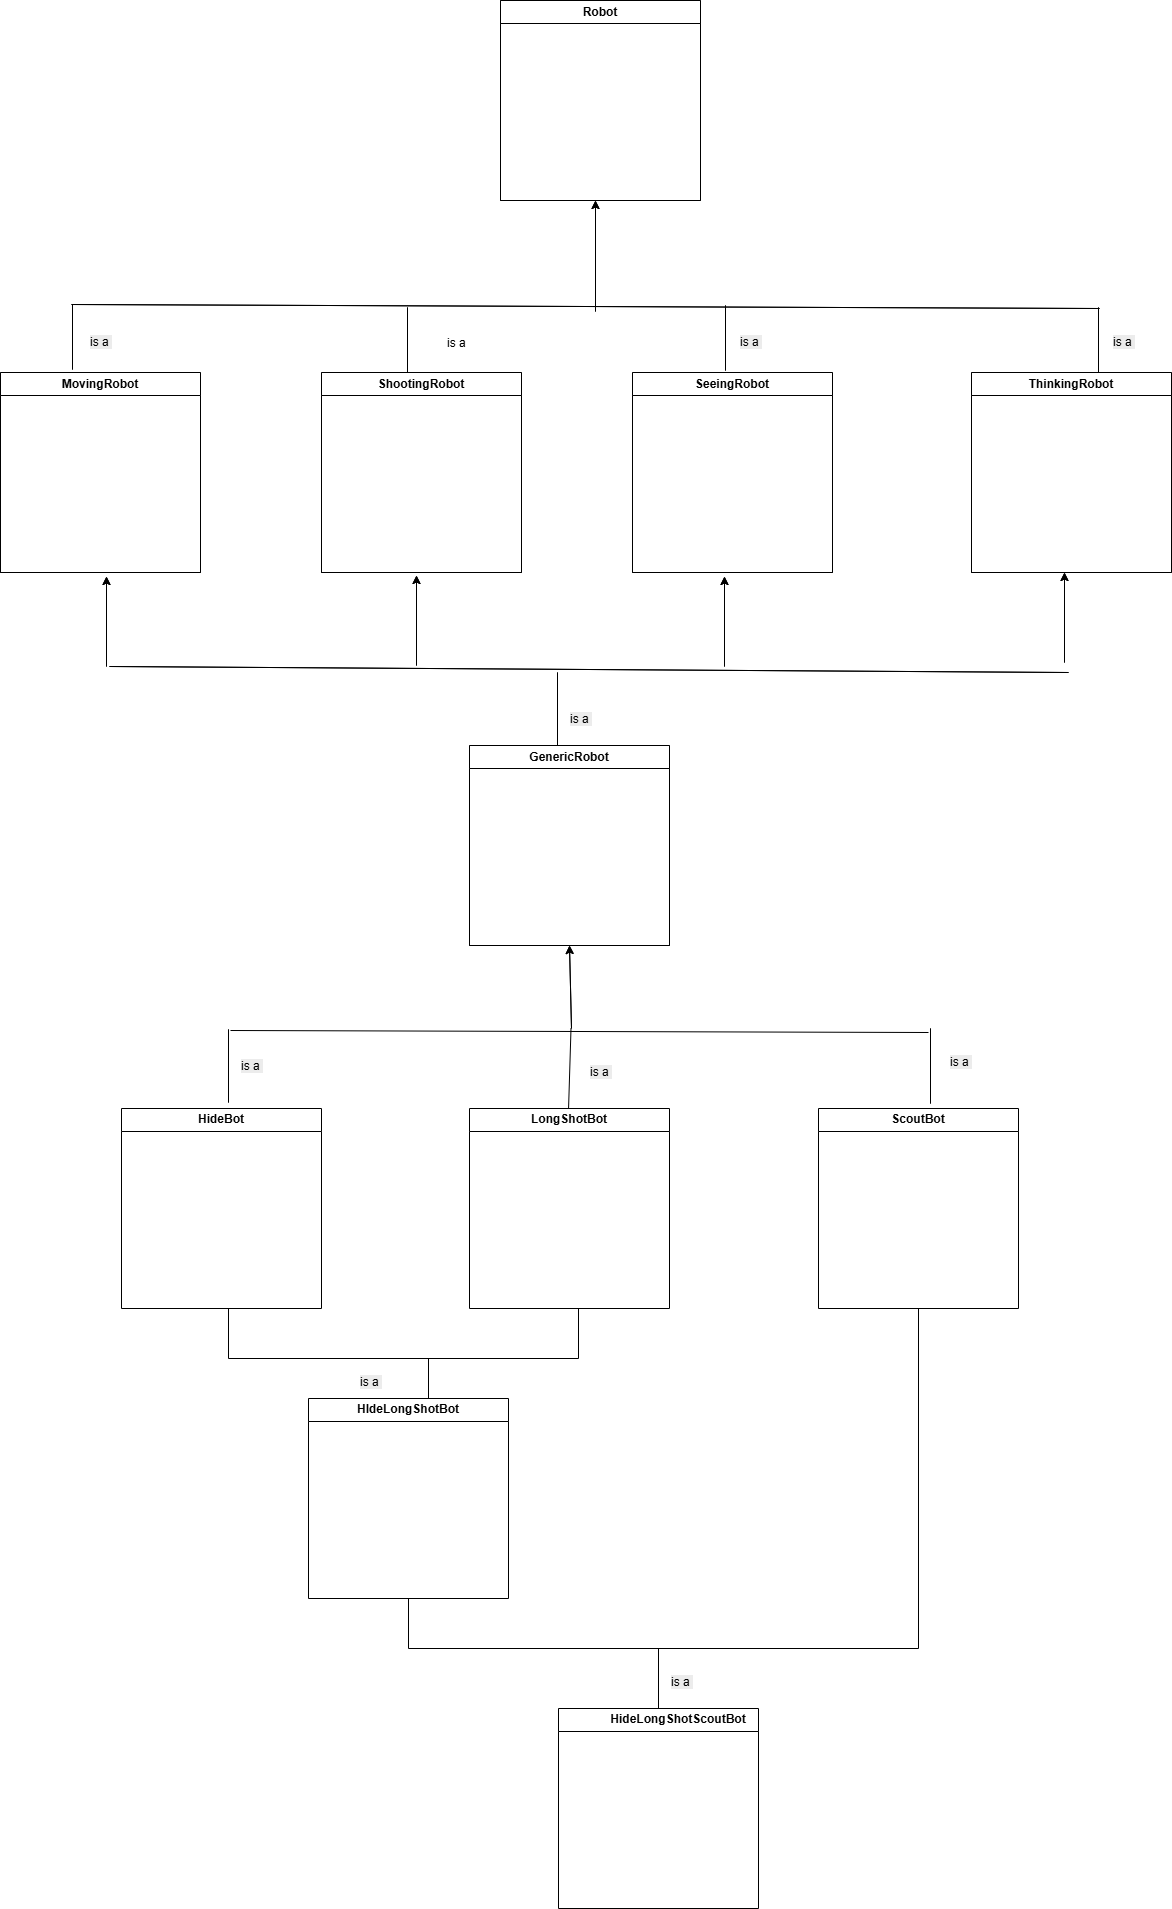 Robot
is a
is a
is a
is a
MovingRobot
ShootingRobot
SeeingRobot
ThinkingRobot
is a
GenericRobot
is a
is a
is a
HideBot
LongShotBot
ScoutBot
is a
HIdeLongShotBot
is a
HideLongShotScoutBot